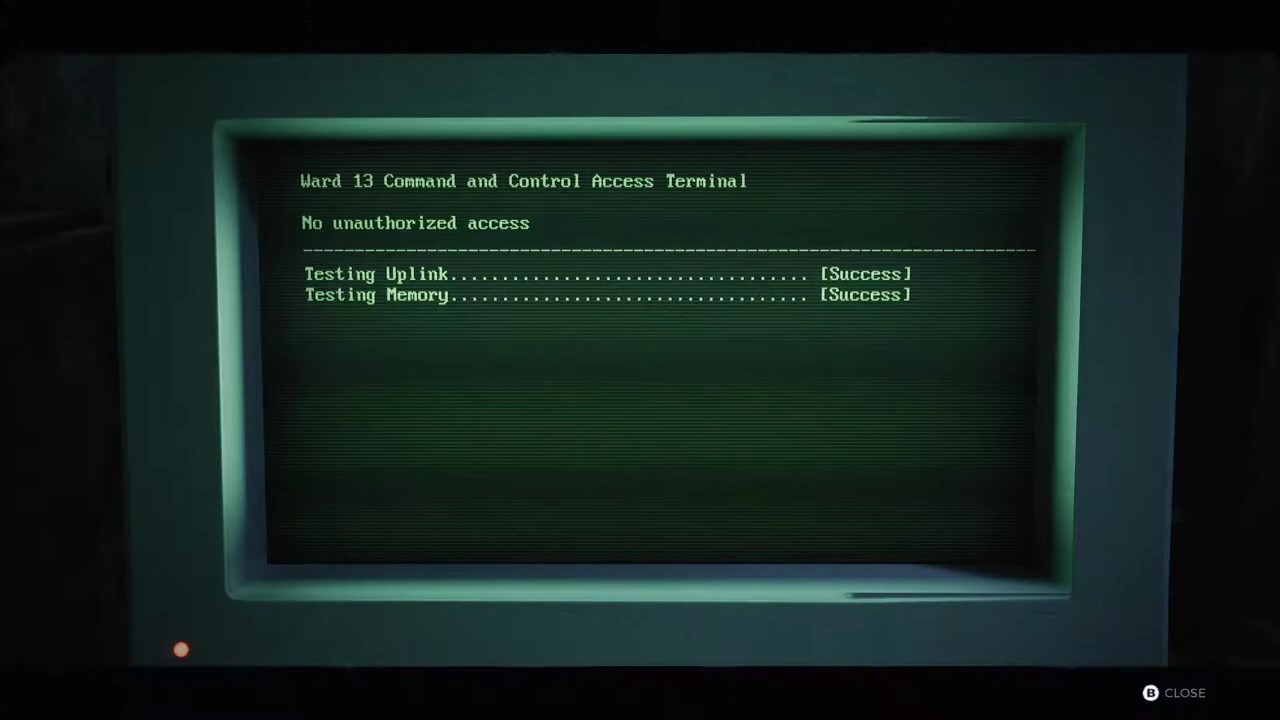 Ward 13 Command and Control Access Terminal
No unauthorized access
--------------------------------------------------------------------------------
Testing Uplink................................... [Success]
Testing Memory................................... [Success]
B CLOSE